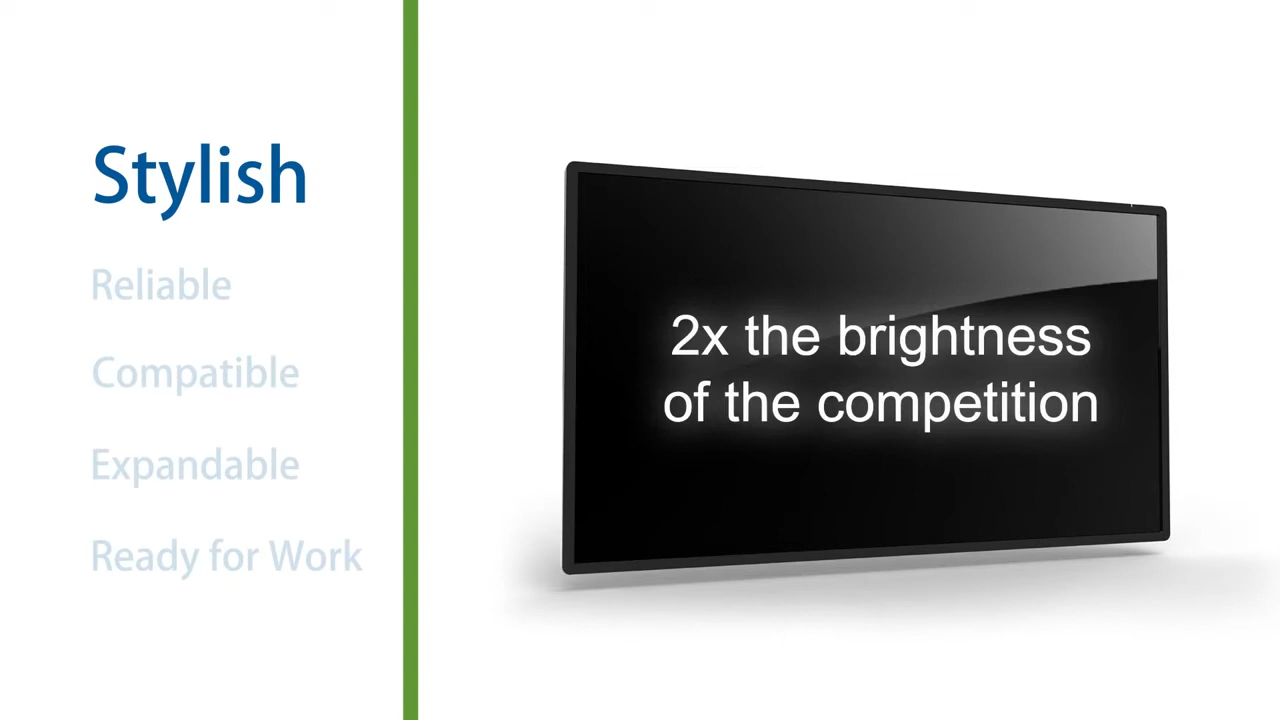 Stylish
Reliable
Compatible
Expandable
Ready for Work
2x the brightness
of the competition